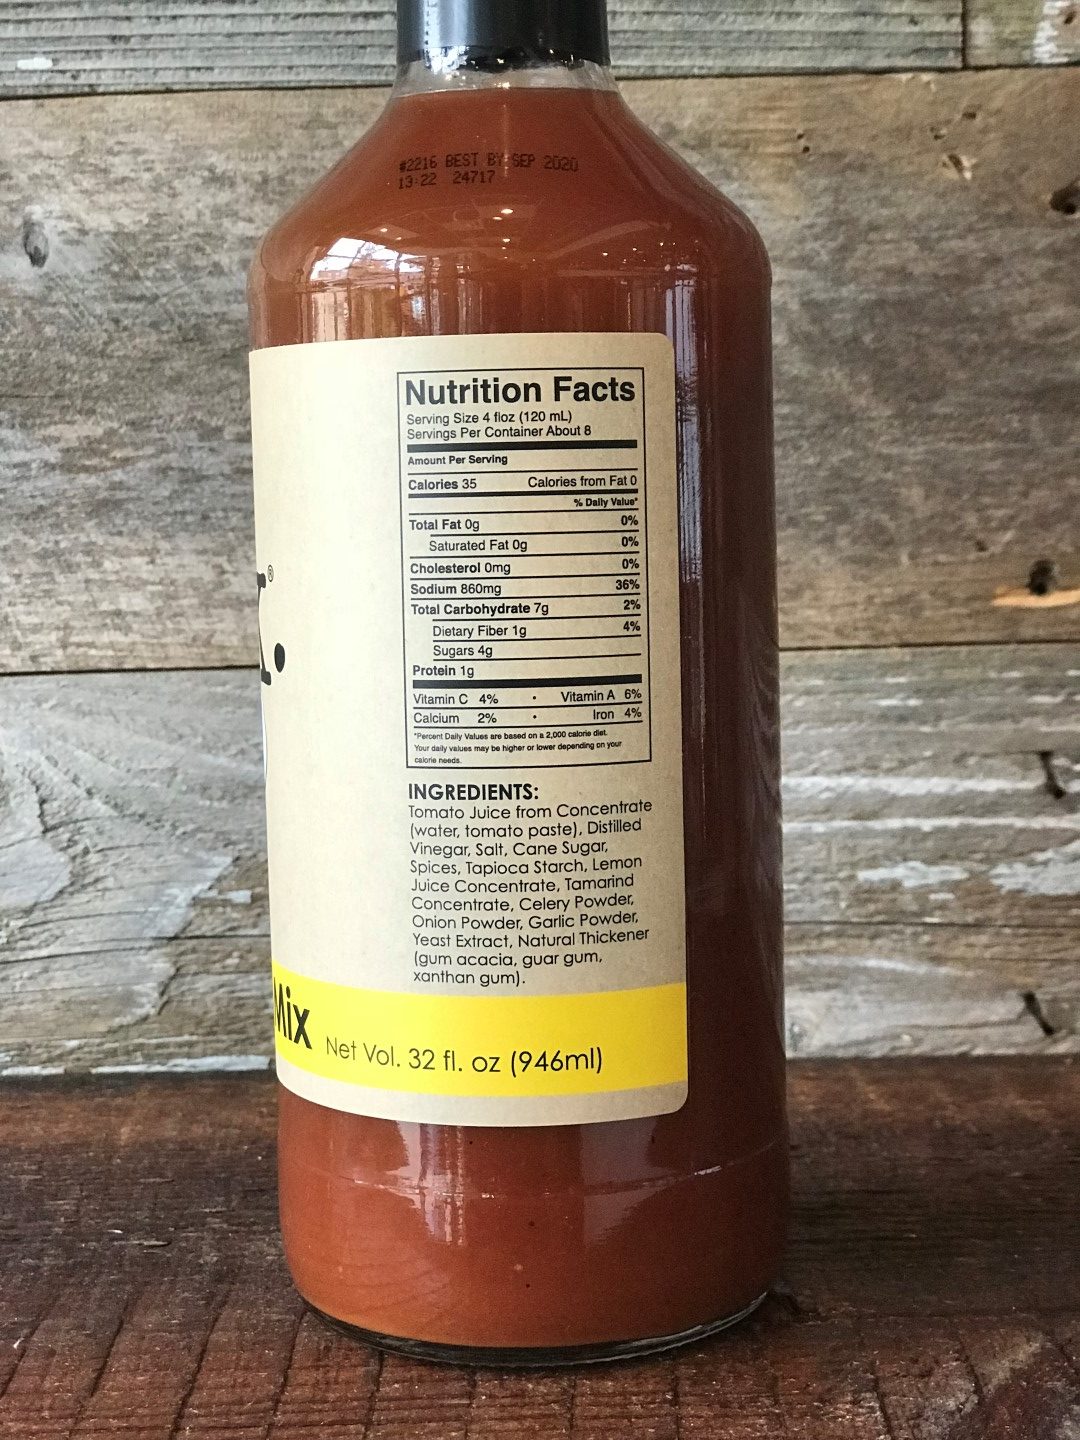 #2216 BEST BY SEP 2020
13:22 24717
Nutrition Facts
Serving Size 4 floz (120 mL)
Servings Per Container About 8
Amount Per Serving
Calories 35 Calories from Fat 0
% Daily Value*
Total Fat 0g 0%
Saturated Fat 0g 0%
Cholesterol 0mg 0%
Sodium 860mg 36%
Total Carbohydrate 7g 2%
Dietary Fiber 1g 4%
Sugars 4g
Protein 1g
Vitamin C 4% • Vitamin A 6%
Calcium 2% • Iron 4%
*Percent Daily Values are based on a 2,000 calorie diet.
Your daily values may be higher or lower depending on your
calorie needs.
INGREDIENTS:
Tomato Juice from Concentrate
(water, tomato paste), Distilled
Vinegar, Salt, Cane Sugar,
Spices, Tapioca Starch, Lemon
Juice Concentrate, Tamarind
Concentrate, Celery Powder,
Onion Powder, Garlic Powder,
Yeast Extract, Natural Thickener
(gum acacia, guar gum,
xanthan gum).
Mix Net Vol. 32 fl. oz (946ml)